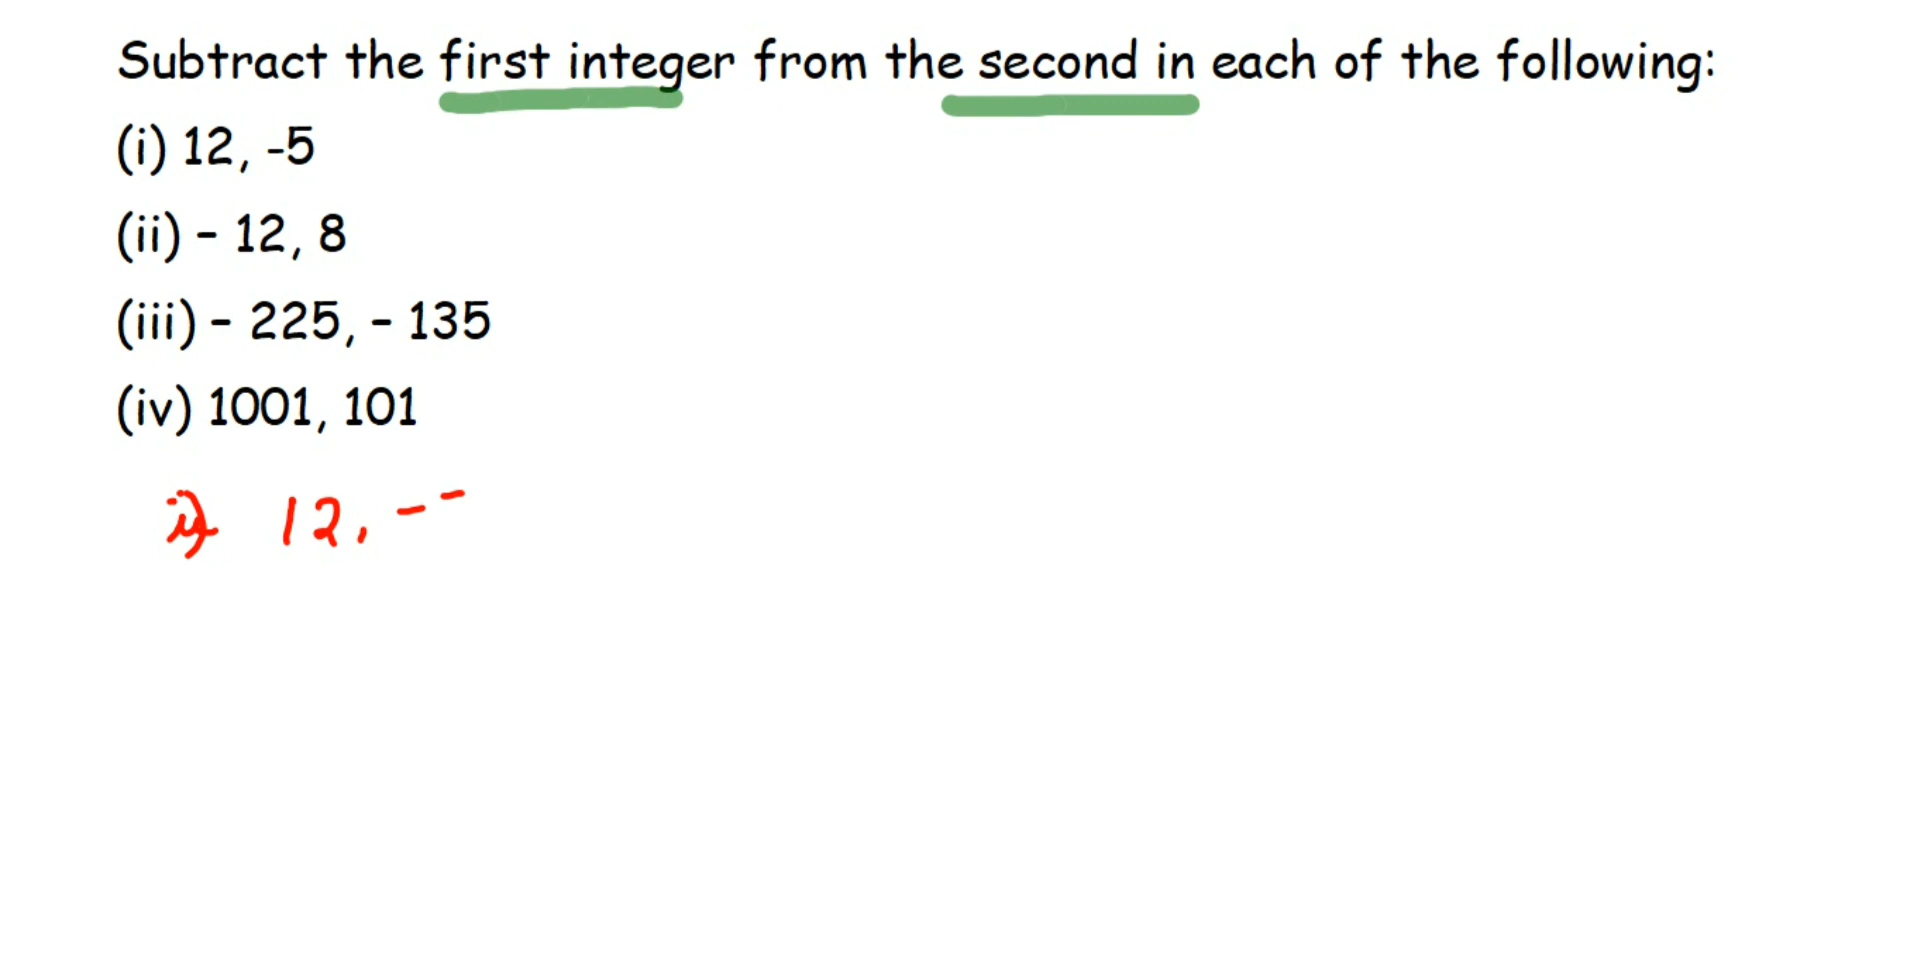 Subtract the first integer from the second in each of the following:
(i) 12, -5
(ii) – 12, 8
(iii) – 225, – 135
(iv) 1001, 101
i) 12, -